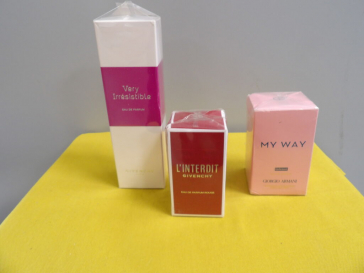 Very
Irrésistible
L'INTERDIT
GIVENCHY
MY WAY
GIORGIO ARMANI